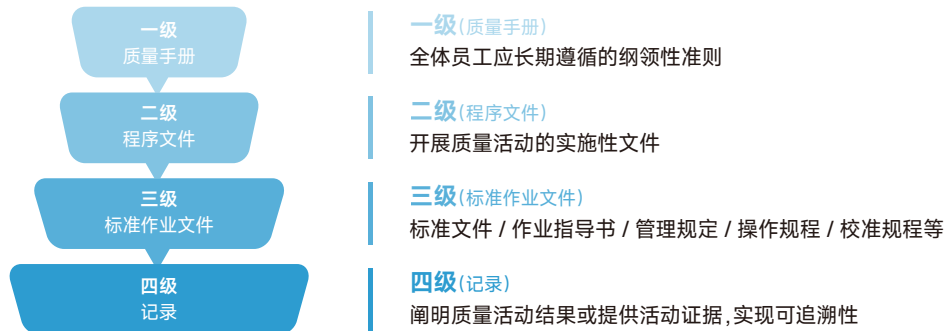 一级
质量手册
一级(质量手册)
全体员工应长期遵循的纲领性准则
二级
程序文件
二级(程序文件)
开展质量活动的实施性文件
三级
标准作业文件
三级(标准作业文件)
标准文件 / 作业指导书 / 管理规定 / 操作规程 / 校准规程等
四级
记录
四级(记录)
阐明质量活动结果或提供活动证据,实现可追溯性